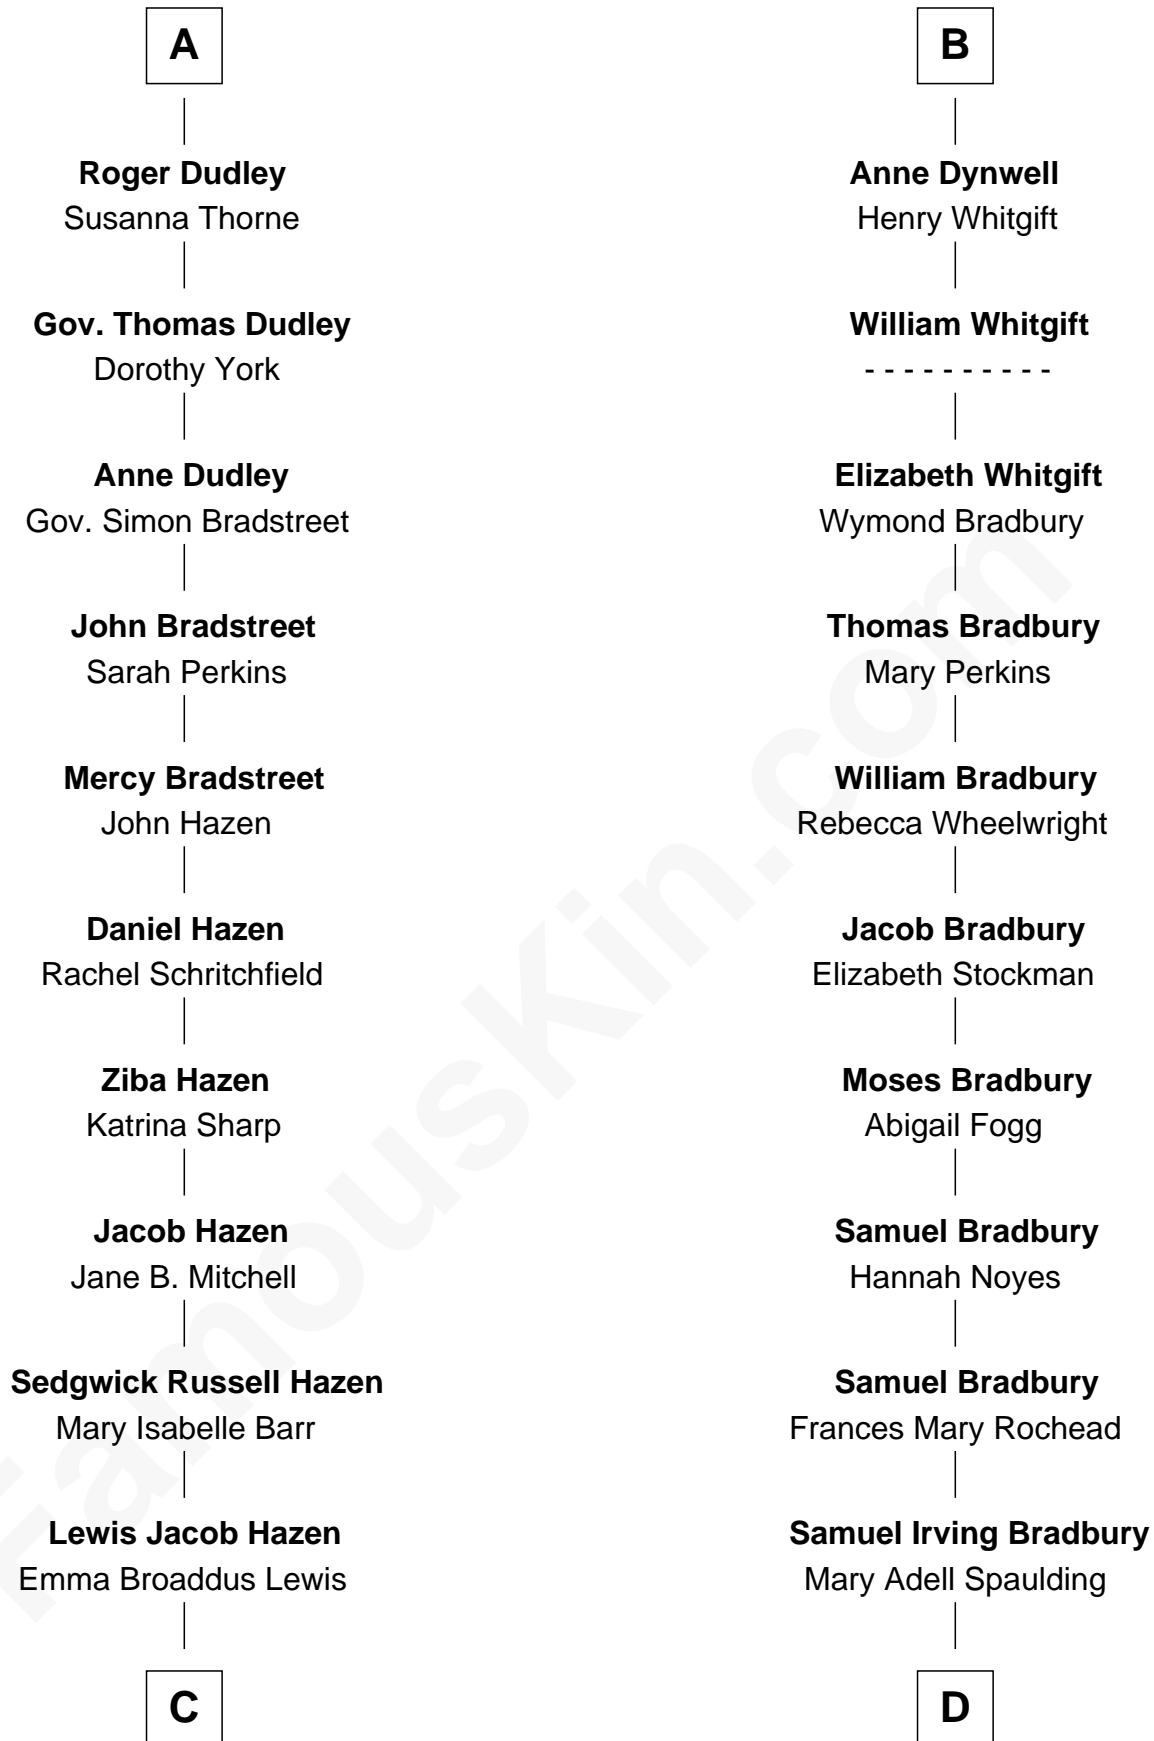 A
Roger Dudley
Susanna Thorne
Gov. Thomas Dudley
Dorothy York
Anne Dudley
Gov. Simon Bradstreet
John Bradstreet
Sarah Perkins
Mercy Bradstreet
John Hazen
Daniel Hazen
Rachel Schritchfield
Ziba Hazen
Katrina Sharp
Jacob Hazen
Jane B. Mitchell
Sedgwick Russell Hazen
Mary Isabelle Barr
Lewis Jacob Hazen
Emma Broaddus Lewis
C
B
Anne Dynwell
Henry Whitgift
William Whitgift
- - - - - - - - - -
Elizabeth Whitgift
Wymond Bradbury
Thomas Bradbury
Mary Perkins
William Bradbury
Rebecca Wheelwright
Jacob Bradbury
Elizabeth Stockman
Moses Bradbury
Abigail Fogg
Samuel Bradbury
Hannah Noyes
Samuel Bradbury
Frances Mary Rochead
Samuel Irving Bradbury
Mary Adell Spaulding
D
FamousKin.com